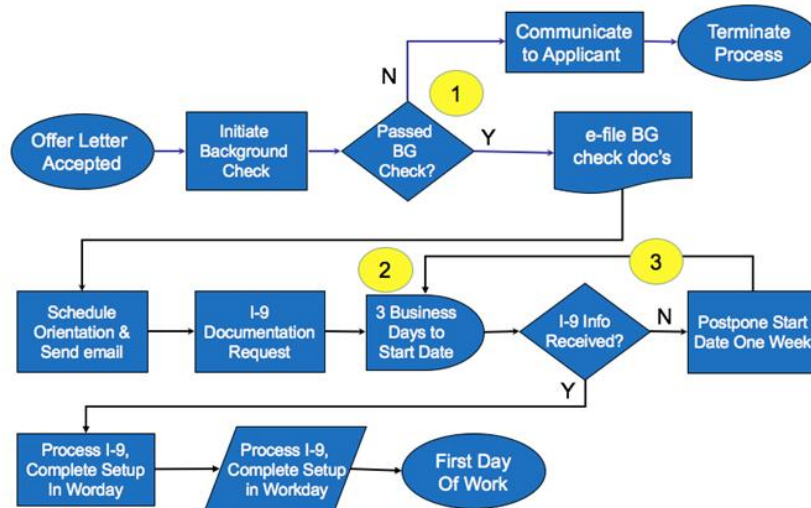 Communicate
to Applicant
Terminate
Process
N
1
Offer Letter
Accepted
Initiate
Background
Check
Passed
BG
Check?
Y
e-file BG
check doc's
2
3
Schedule
Orientation &
Send email
I-9
Documentation
Request
3 Business
Days to
Start Date
I-9 Info
Received?
N
Postpone Start
Date One Week
Y
Process I-9,
Complete Setup
In Worday
Process I-9,
Complete Setup
in Workday
First Day
Of Work